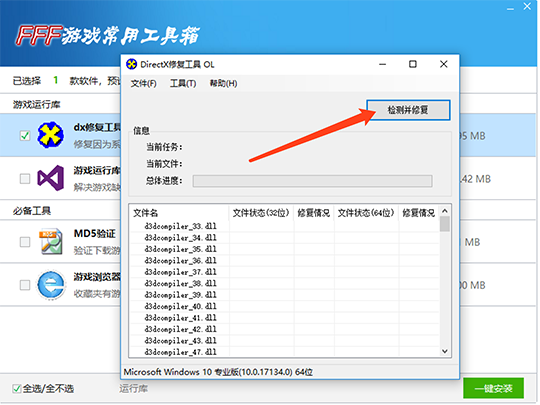 FFF游戏常用工具箱
已选择 1 款软件，预
DirectX修复工具 OL
文件(F) 工具(T) 帮助(H)
检测并修复
信息
当前任务:
当前文件:
总体进度:
游戏运行库
dx修复工具
修复因为系
95 MB
游戏运行库
解决游戏缺
.42 MB
必备工具
MD5验证
验证下载游
MB
游戏浏览器
收藏夹有游
00 MB
文件名 文件状态(32位) 修复情况 文件状态(64位) 修复情况
d3dcompiler_33.dll
d3dcompiler_34.dll
d3dcompiler_35.dll
d3dcompiler_36.dll
d3dcompiler_37.dll
d3dcompiler_38.dll
d3dcompiler_39.dll
d3dcompiler_40.dll
d3dcompiler_41.dll
d3dcompiler_42.dll
d3dcompiler_43.dll
d3dcompiler_47.dll
Microsoft Windows 10 专业版(10.0.17134.0) 64位
全选/全不选 运行库 一键安装